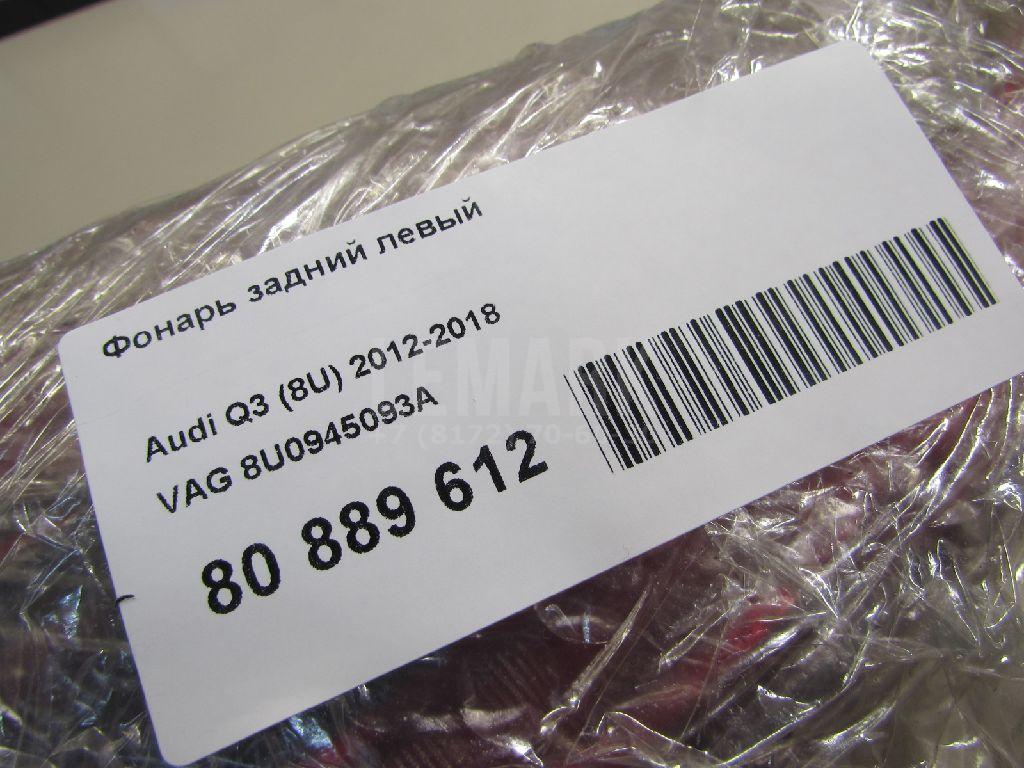 Фонарь задний левый
Audi Q3 (8U) 2012-2018
VAG 8U0945093A
80 889 612